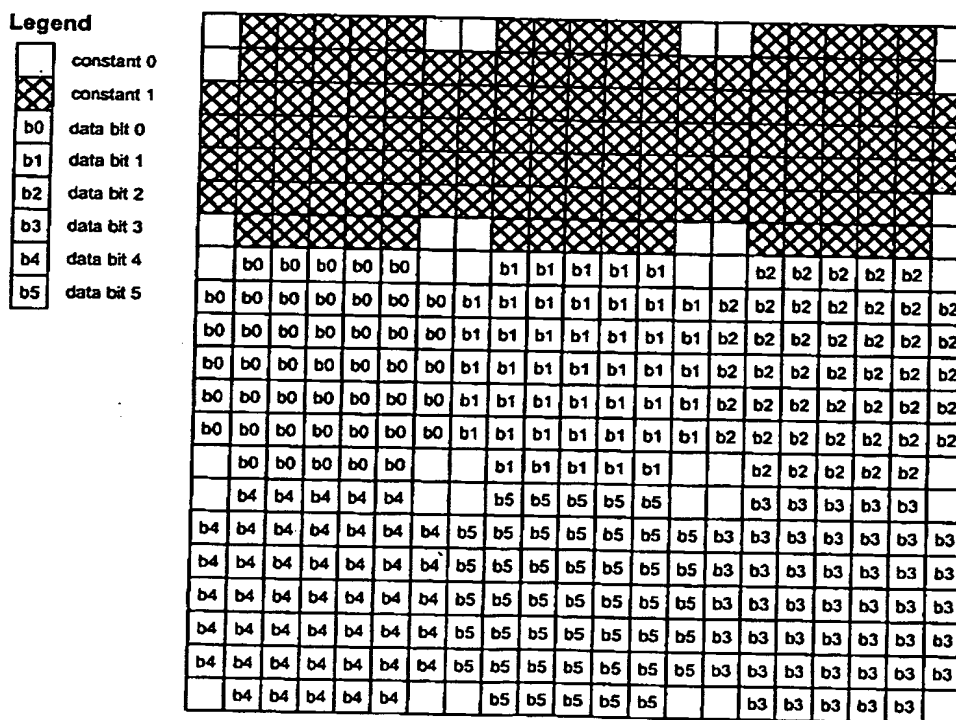 Legend
constant 0
constant 1
b0 data bit 0
b1 data bit 1
b2 data bit 2
b3 data bit 3
b4 data bit 4
b5 data bit 5
b0 b0 b0 b0 b0 b1 b1 b1 b1 b1 b2 b2 b2 b2 b2
b0 b0 b0 b0 b0 b0 b0 b1 b1 b1 b1 b1 b1 b1 b2 b2 b2 b2 b2 b2 b2
b0 b0 b0 b0 b0 b0 b0 b1 b1 b1 b1 b1 b1 b1 b2 b2 b2 b2 b2 b2 b2
b0 b0 b0 b0 b0 b0 b0 b1 b1 b1 b1 b1 b1 b1 b2 b2 b2 b2 b2 b2 b2
b0 b0 b0 b0 b0 b0 b0 b1 b1 b1 b1 b1 b1 b1 b2 b2 b2 b2 b2 b2 b2
b0 b0 b0 b0 b0 b0 b0 b1 b1 b1 b1 b1 b1 b1 b2 b2 b2 b2 b2 b2 b2
b0 b0 b0 b0 b0 b1 b1 b1 b1 b1 b2 b2 b2 b2 b2
b4 b4 b4 b4 b4 b5 b5 b5 b5 b5 b3 b3 b3 b3 b3
b4 b4 b4 b4 b4 b4 b4 b5 b5 b5 b5 b5 b5 b5 b3 b3 b3 b3 b3 b3 b3
b4 b4 b4 b4 b4 b4 b4 b5 b5 b5 b5 b5 b5 b5 b3 b3 b3 b3 b3 b3 b3
b4 b4 b4 b4 b4 b4 b4 b5 b5 b5 b5 b5 b5 b5 b3 b3 b3 b3 b3 b3 b3
b4 b4 b4 b4 b4 b4 b4 b5 b5 b5 b5 b5 b5 b5 b3 b3 b3 b3 b3 b3 b3
b4 b4 b4 b4 b4 b4 b4 b5 b5 b5 b5 b5 b5 b5 b3 b3 b3 b3 b3 b3 b3
b4 b4 b4 b4 b4 b5 b5 b5 b5 b5 b3 b3 b3 b3 b3